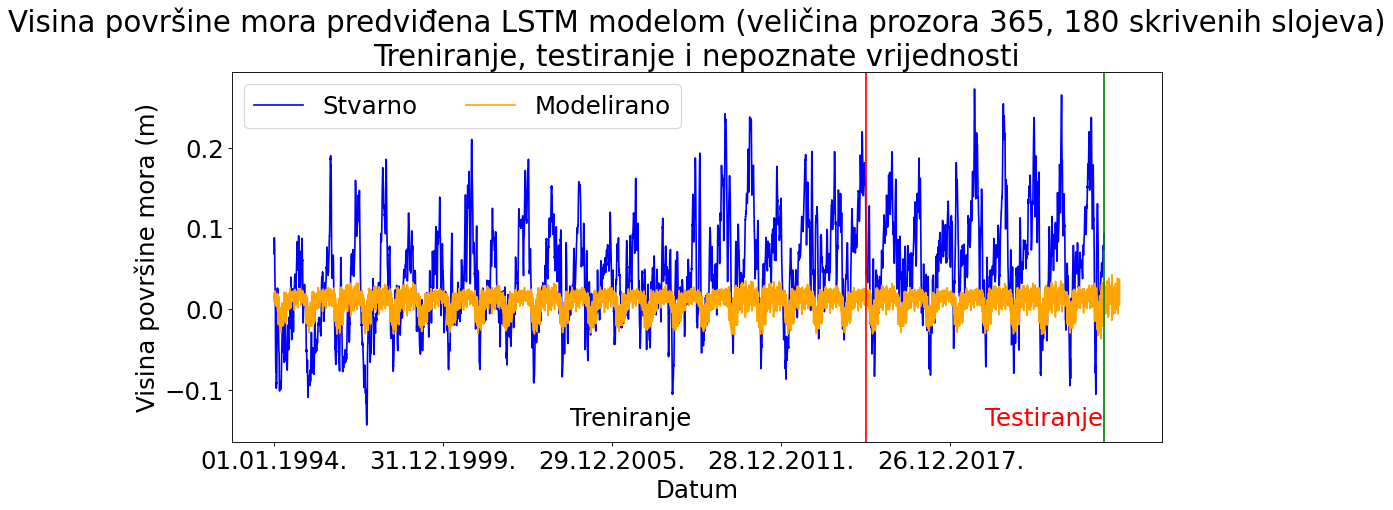 Visina površine mora predviđena LSTM modelom (veličina prozora 365, 180 skrivenih slojeva)
Treniranje, testiranje i nepoznate vrijednosti
Stvarno
Modelirano
Visina površine mora (m)
0.2
0.1
0.0
−0.1
Treniranje
Testiranje
01.01.1994.
31.12.1999.
29.12.2005.
28.12.2011.
26.12.2017.
Datum